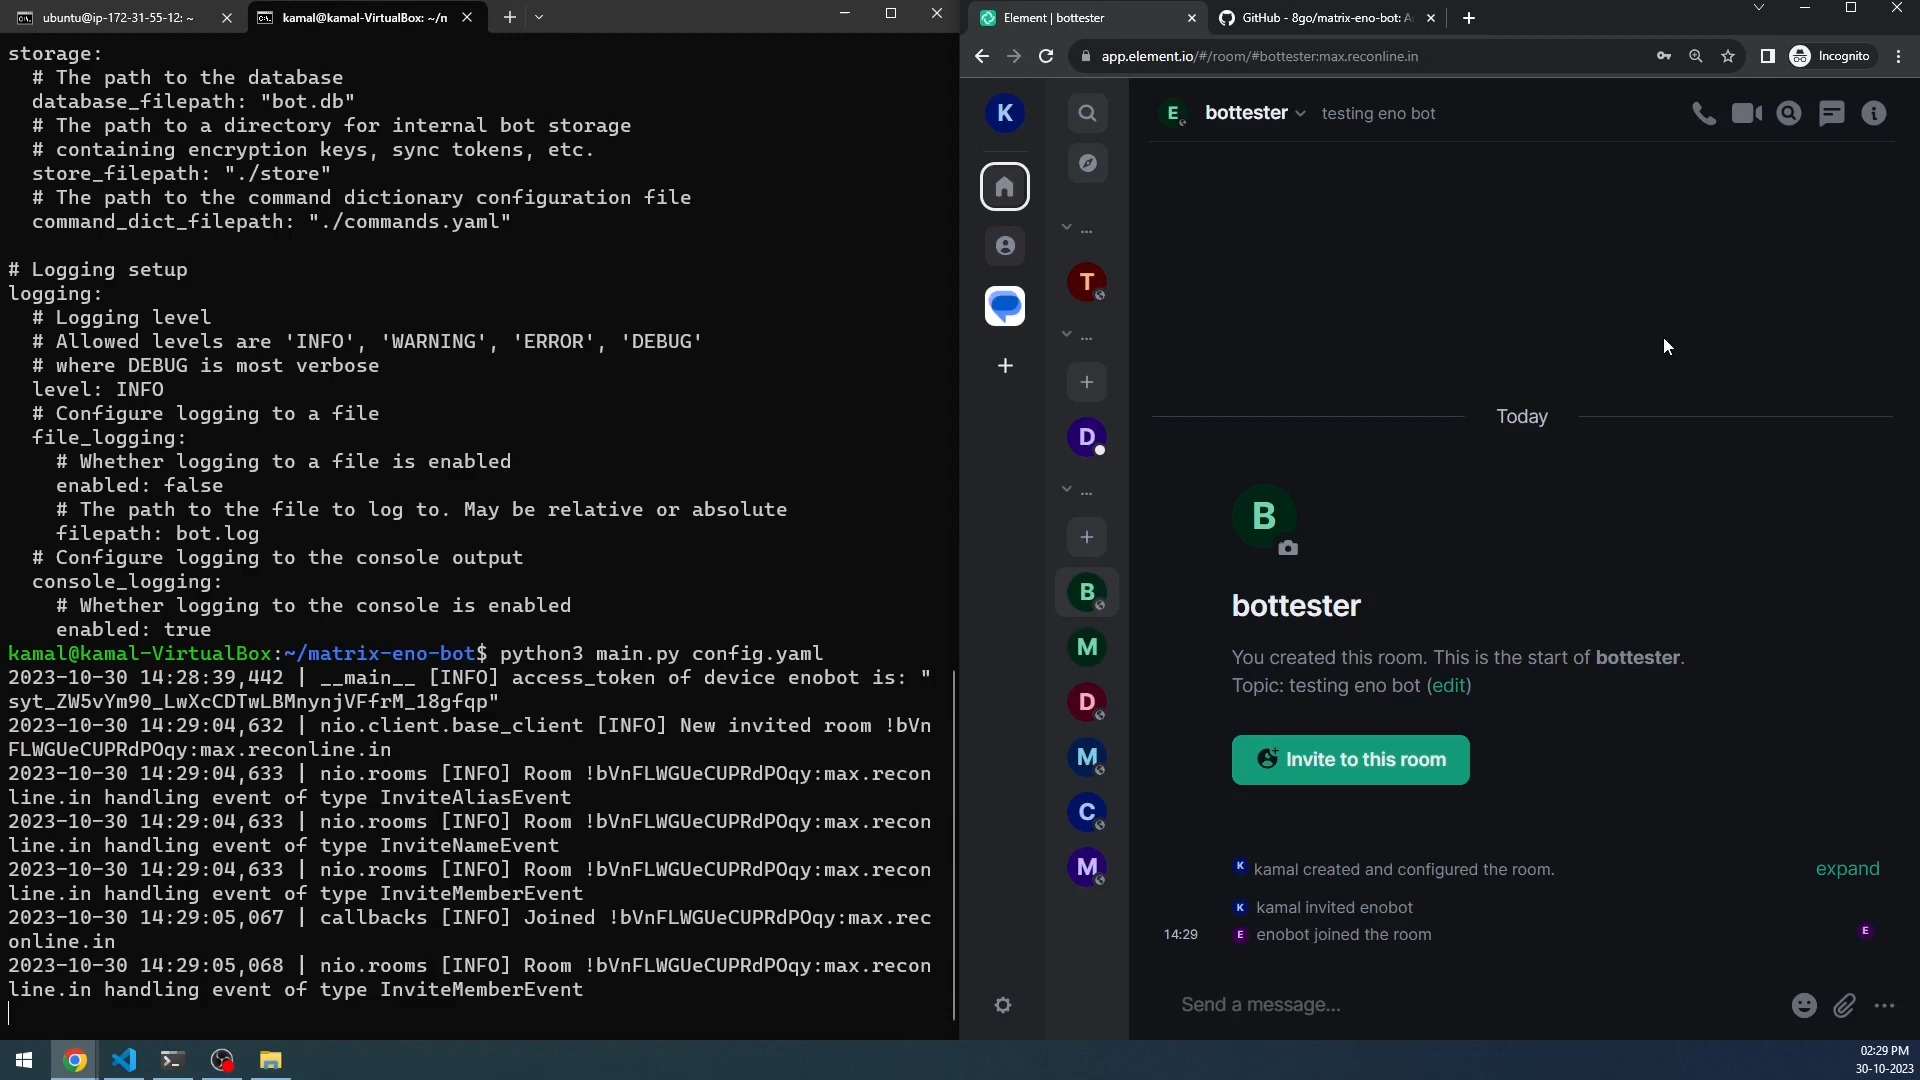 ubuntu@ip-172-31-55-12: ~
kamal@kamal-VirtualBox: ~/n
storage:
# The path to the database
database_filepath: "bot.db"
# The path to a directory for internal bot storage
# containing encryption keys, sync tokens, etc.
store_filepath: "./store"
# The path to the command dictionary configuration file
command_dict_filepath: "./commands.yaml"
# Logging setup
logging:
# Logging level
# Allowed levels are 'INFO', 'WARNING', 'ERROR', 'DEBUG'
# where DEBUG is most verbose
level: INFO
# Configure logging to a file
file_logging:
# Whether logging to a file is enabled
enabled: false
# The path to the file to log to. May be relative or absolute
filepath: bot.log
# Configure logging to the console output
console_logging:
# Whether logging to the console is enabled
enabled: true
kamal@kamal-VirtualBox:~/matrix-eno-bot$ python3 main.py config.yaml
2023-10-30 14:28:39,442 | __main__ [INFO] access_token of device enobot is: "
syt_ZW5vYm90_LwXcCDTwLBMnynjVFfrM_18gfqp"
2023-10-30 14:29:04,632 | nio.client.base_client [INFO] New invited room !bVn
FLWGUeCUPRdPOqy:max.reconline.in
2023-10-30 14:29:04,633 | nio.rooms [INFO] Room !bVnFLWGUeCUPRdPOqy:max.recon
line.in handling event of type InviteAliasEvent
2023-10-30 14:29:04,633 | nio.rooms [INFO] Room !bVnFLWGUeCUPRdPOqy:max.recon
line.in handling event of type InviteNameEvent
2023-10-30 14:29:04,633 | nio.rooms [INFO] Room !bVnFLWGUeCUPRdPOqy:max.recon
line.in handling event of type InviteMemberEvent
2023-10-30 14:29:05,067 | callbacks [INFO] Joined !bVnFLWGUeCUPRdPOqy:max.rec
online.in
2023-10-30 14:29:05,068 | nio.rooms [INFO] Room !bVnFLWGUeCUPRdPOqy:max.recon
line.in handling event of type InviteMemberEvent
Element | bottester
GitHub - 8go/matrix-eno-bot: A
app.element.io/#/room/#bottester:max.reconline.in
Incognito
K
...
T
...
D
...
B
M
D
M
C
M
E
bottester
testing eno bot
Today
B
bottester
You created this room. This is the start of bottester.
Topic: testing eno bot (edit)
Invite to this room
K kamal created and configured the room.
expand
K kamal invited enobot
14:29
E enobot joined the room
E
Send a message...
02:29 PM
30-10-2023